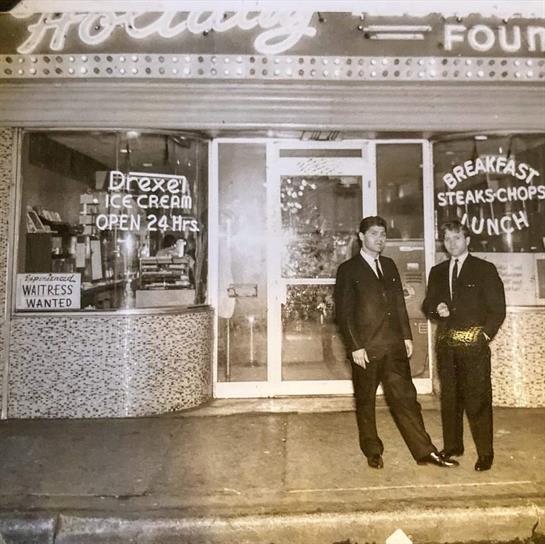 Holiday
FOUN
Drexel
ICE CREAM
OPEN 24 Hrs.
Experienced
WAITRESS
WANTED
BREAKFAST
STEAKS-CHOPS
LUNCH